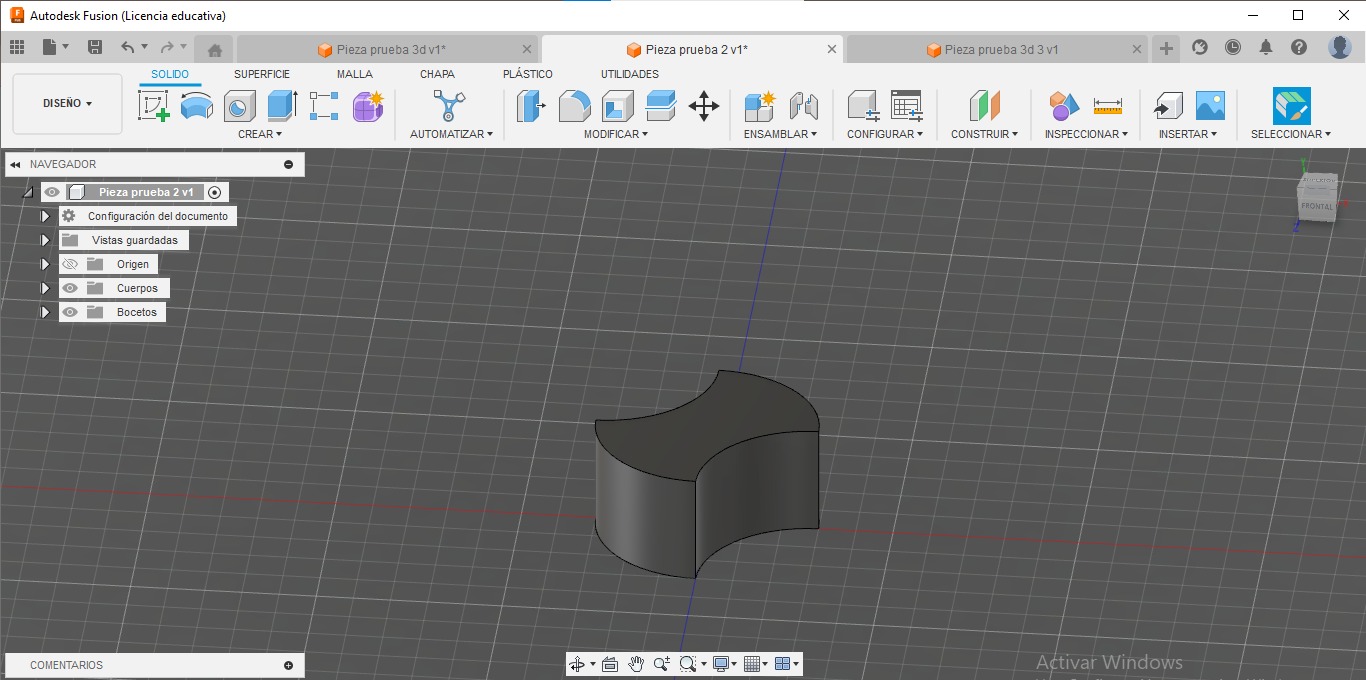 Autodesk Fusion (Licencia educativa)
Pieza prueba 3d v1*
Pieza prueba 2 v1*
Pieza prueba 3d 3 v1
DISEÑO
SOLIDO
SUPERFICIE
MALLA
CHAPA
PLÁSTICO
UTILIDADES
CREAR
AUTOMATIZAR
MODIFICAR
ENSAMBLAR
CONFIGURAR
CONSTRUIR
INSPECCIONAR
INSERTAR
SELECCIONAR
NAVEGADOR
Pieza prueba 2 v1
Configuración del documento
Vistas guardadas
Origen
Cuerpos
Bocetos
Y
FRONTAL
Z
COMENTARIOS
Activar Windows